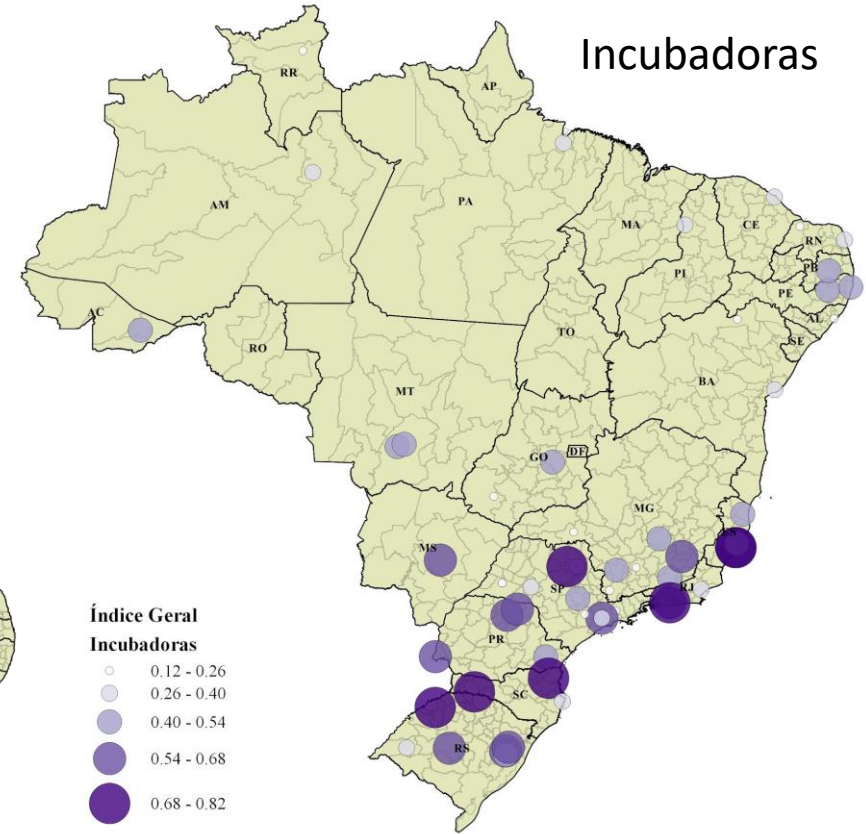 Incubadoras
RR
AP
AM
PA
MA
CE
RN
PB
PI
PE
AL
AC
TO
SE
RO
BA
MT
GO
DF
MG
ES
MS
SP
RJ
PR
SC
RS
Índice Geral
Incubadoras
0.12 - 0.26
0.26 - 0.40
0.40 - 0.54
0.54 - 0.68
0.68 - 0.82